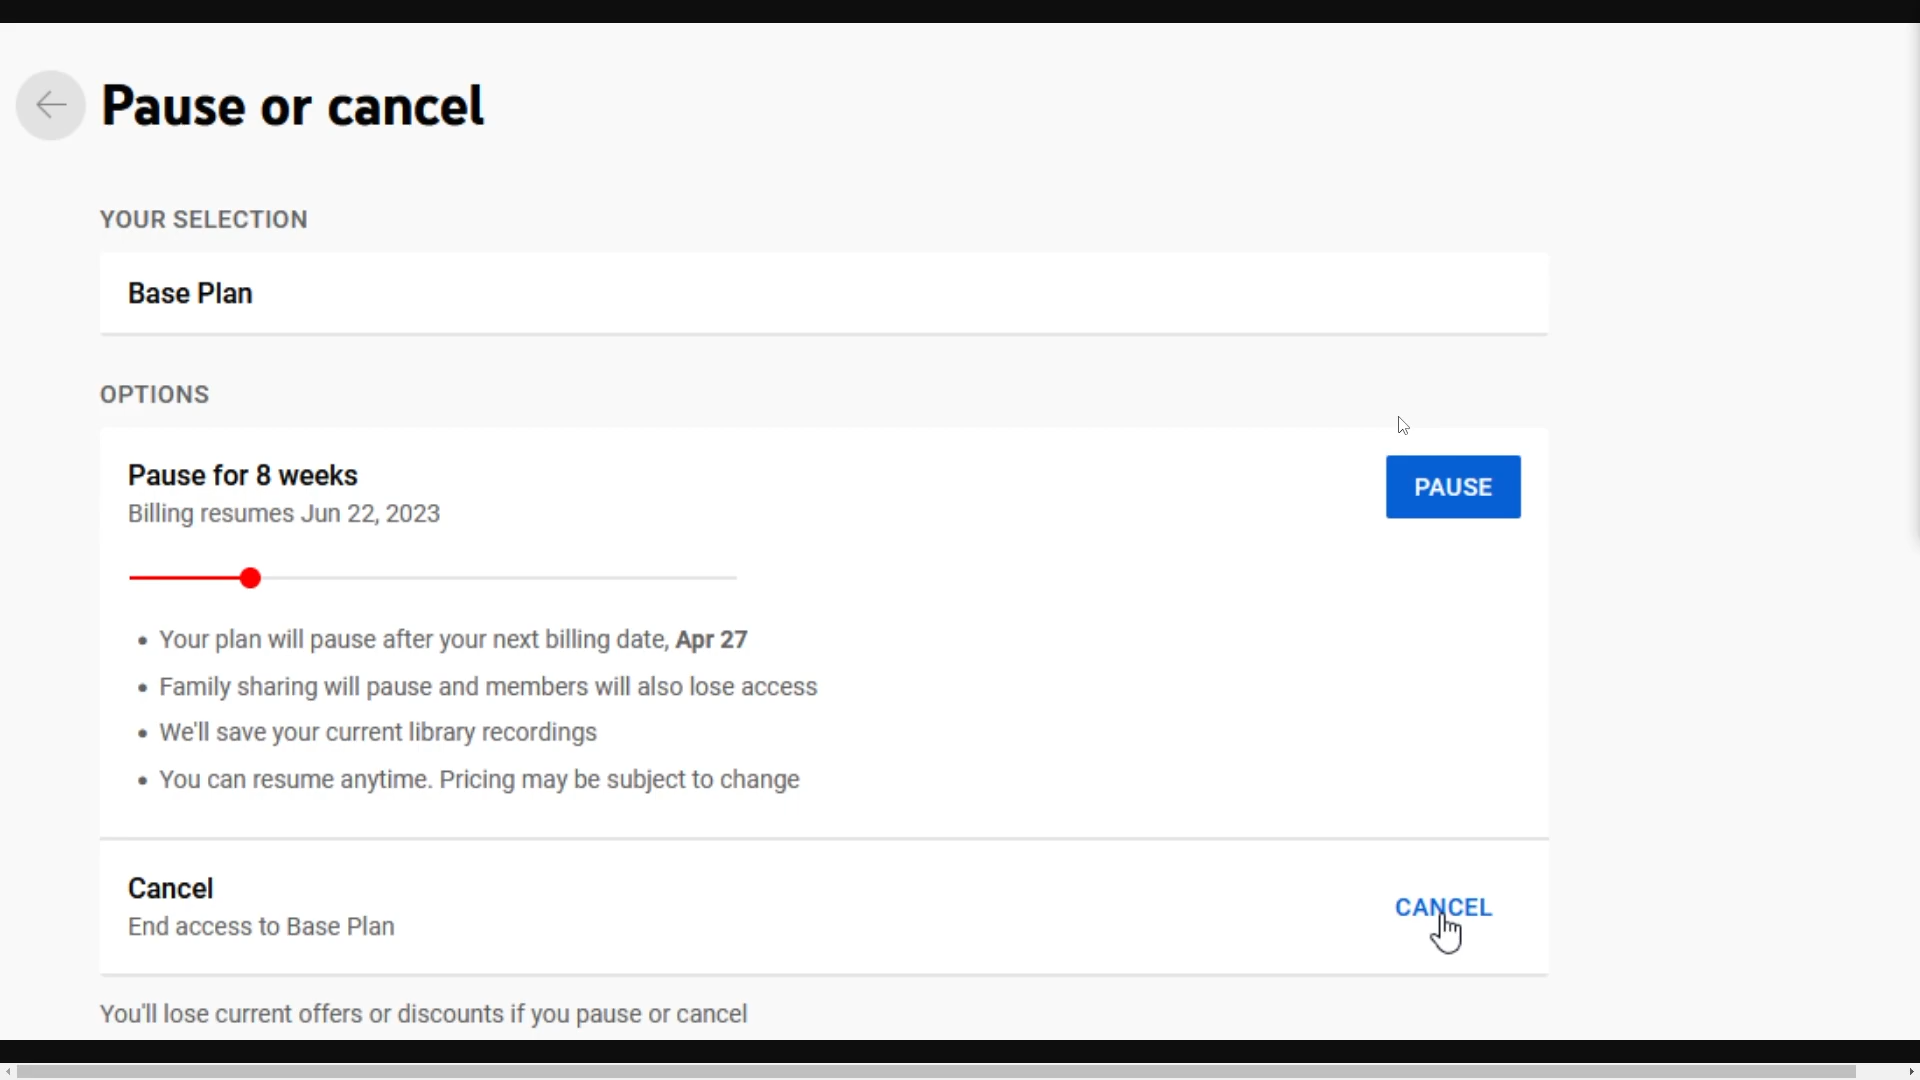 Pause or cancel
YOUR SELECTION
Base Plan
OPTIONS
Pause for 8 weeks
PAUSE
Billing resumes Jun 22, 2023
Your plan will pause after your next billing date, Apr 27
Family sharing will pause and members will also lose access
We'll save your current library recordings
You can resume anytime. Pricing may be subject to change
Cancel
CANCEL
End access to Base Plan
You'll lose current offers or discounts if you pause or cancel